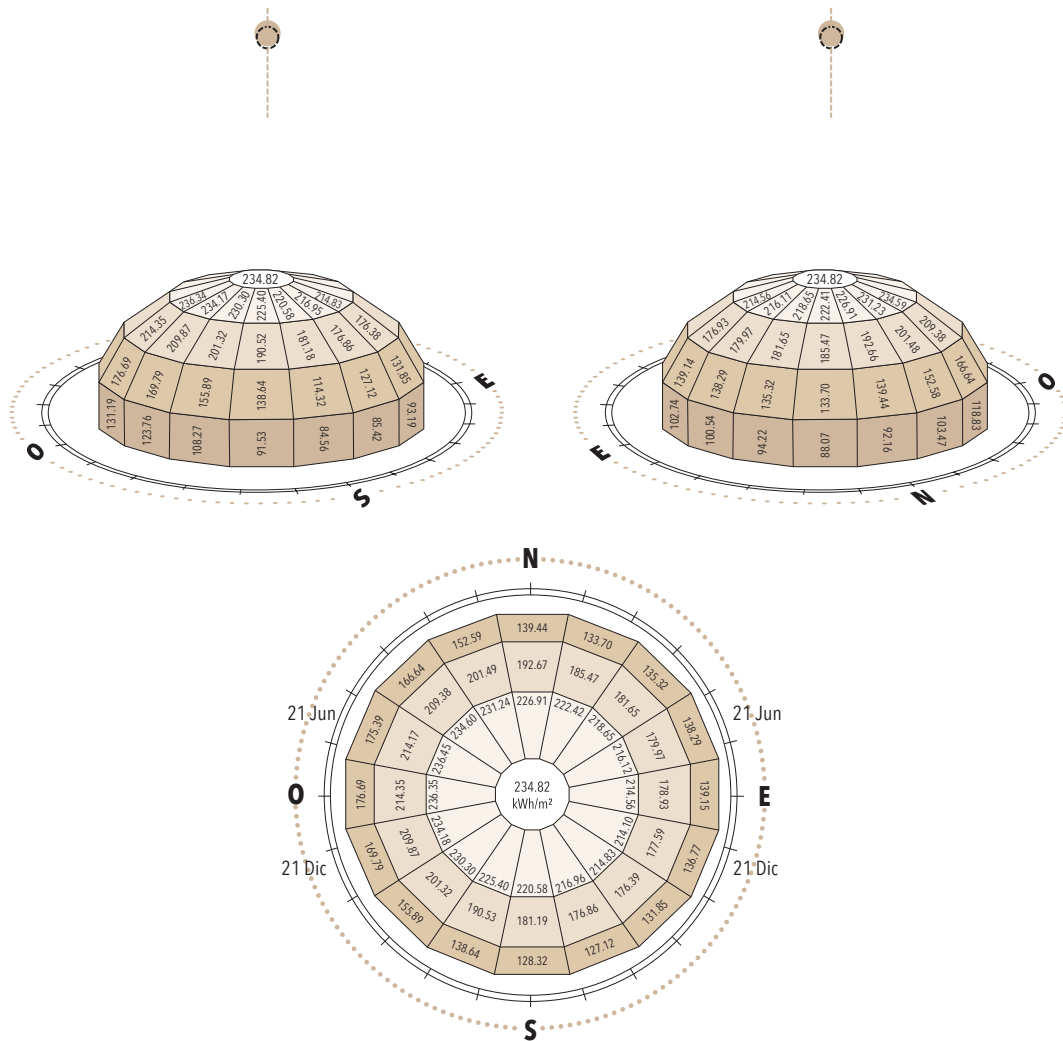 234.82
236.34 234.17 230.30 225.40 220.58 216.95 214.83
214.35 209.87 201.32 190.52 181.18 176.86 176.38
176.69 169.79 155.89 138.64 114.32 127.12 131.85
131.19 123.76 108.27 91.53 84.56 85.42 93.19
O S E
234.82
214.56 216.11 218.65 222.41 226.91 231.23 234.59
176.93 179.97 181.65 185.47 192.66 201.48 209.38
139.14 138.29 135.32 133.70 139.44 152.58 166.64
102.74 100.54 94.22 88.07 92.16 103.47 118.83
E N O
N
152.59 139.44 133.70
166.64 135.32
175.39 138.29
176.69 139.15
169.79 136.77
155.89 131.85
138.64 128.32 127.12
201.49 192.67 185.47
209.38 181.65
214.17 179.97
214.35 178.93
209.87 177.59
201.32 176.39
190.53 181.19 176.86
231.24 226.91 222.42
234.60 218.65
236.45 216.12
236.35 214.56
234.18 214.10
230.30 214.83
225.40 220.58 216.96
234.82
kWh/m²
21 Jun 21 Jun
O E
21 Dic 21 Dic
S